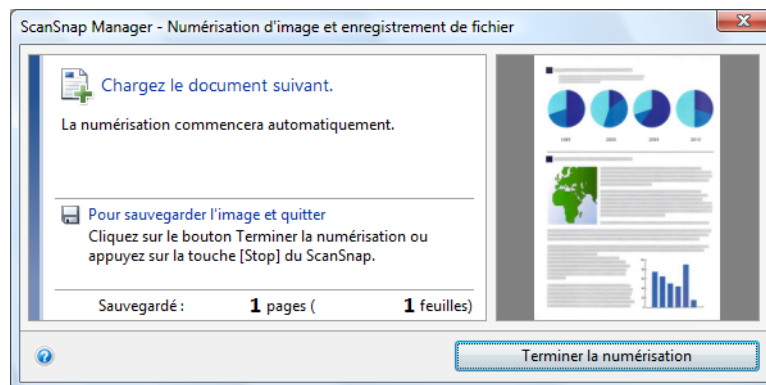 ScanSnap Manager - Numérisation d'image et enregistrement de fichier
Chargez le document suivant.
La numérisation commencera automatiquement.
Pour sauvegarder l'image et quitter
Cliquez sur le bouton Terminer la numérisation ou
appuyez sur la touche [Stop] du ScanSnap.
Sauvegardé : 1 pages ( 1 feuilles)
Terminer la numérisation